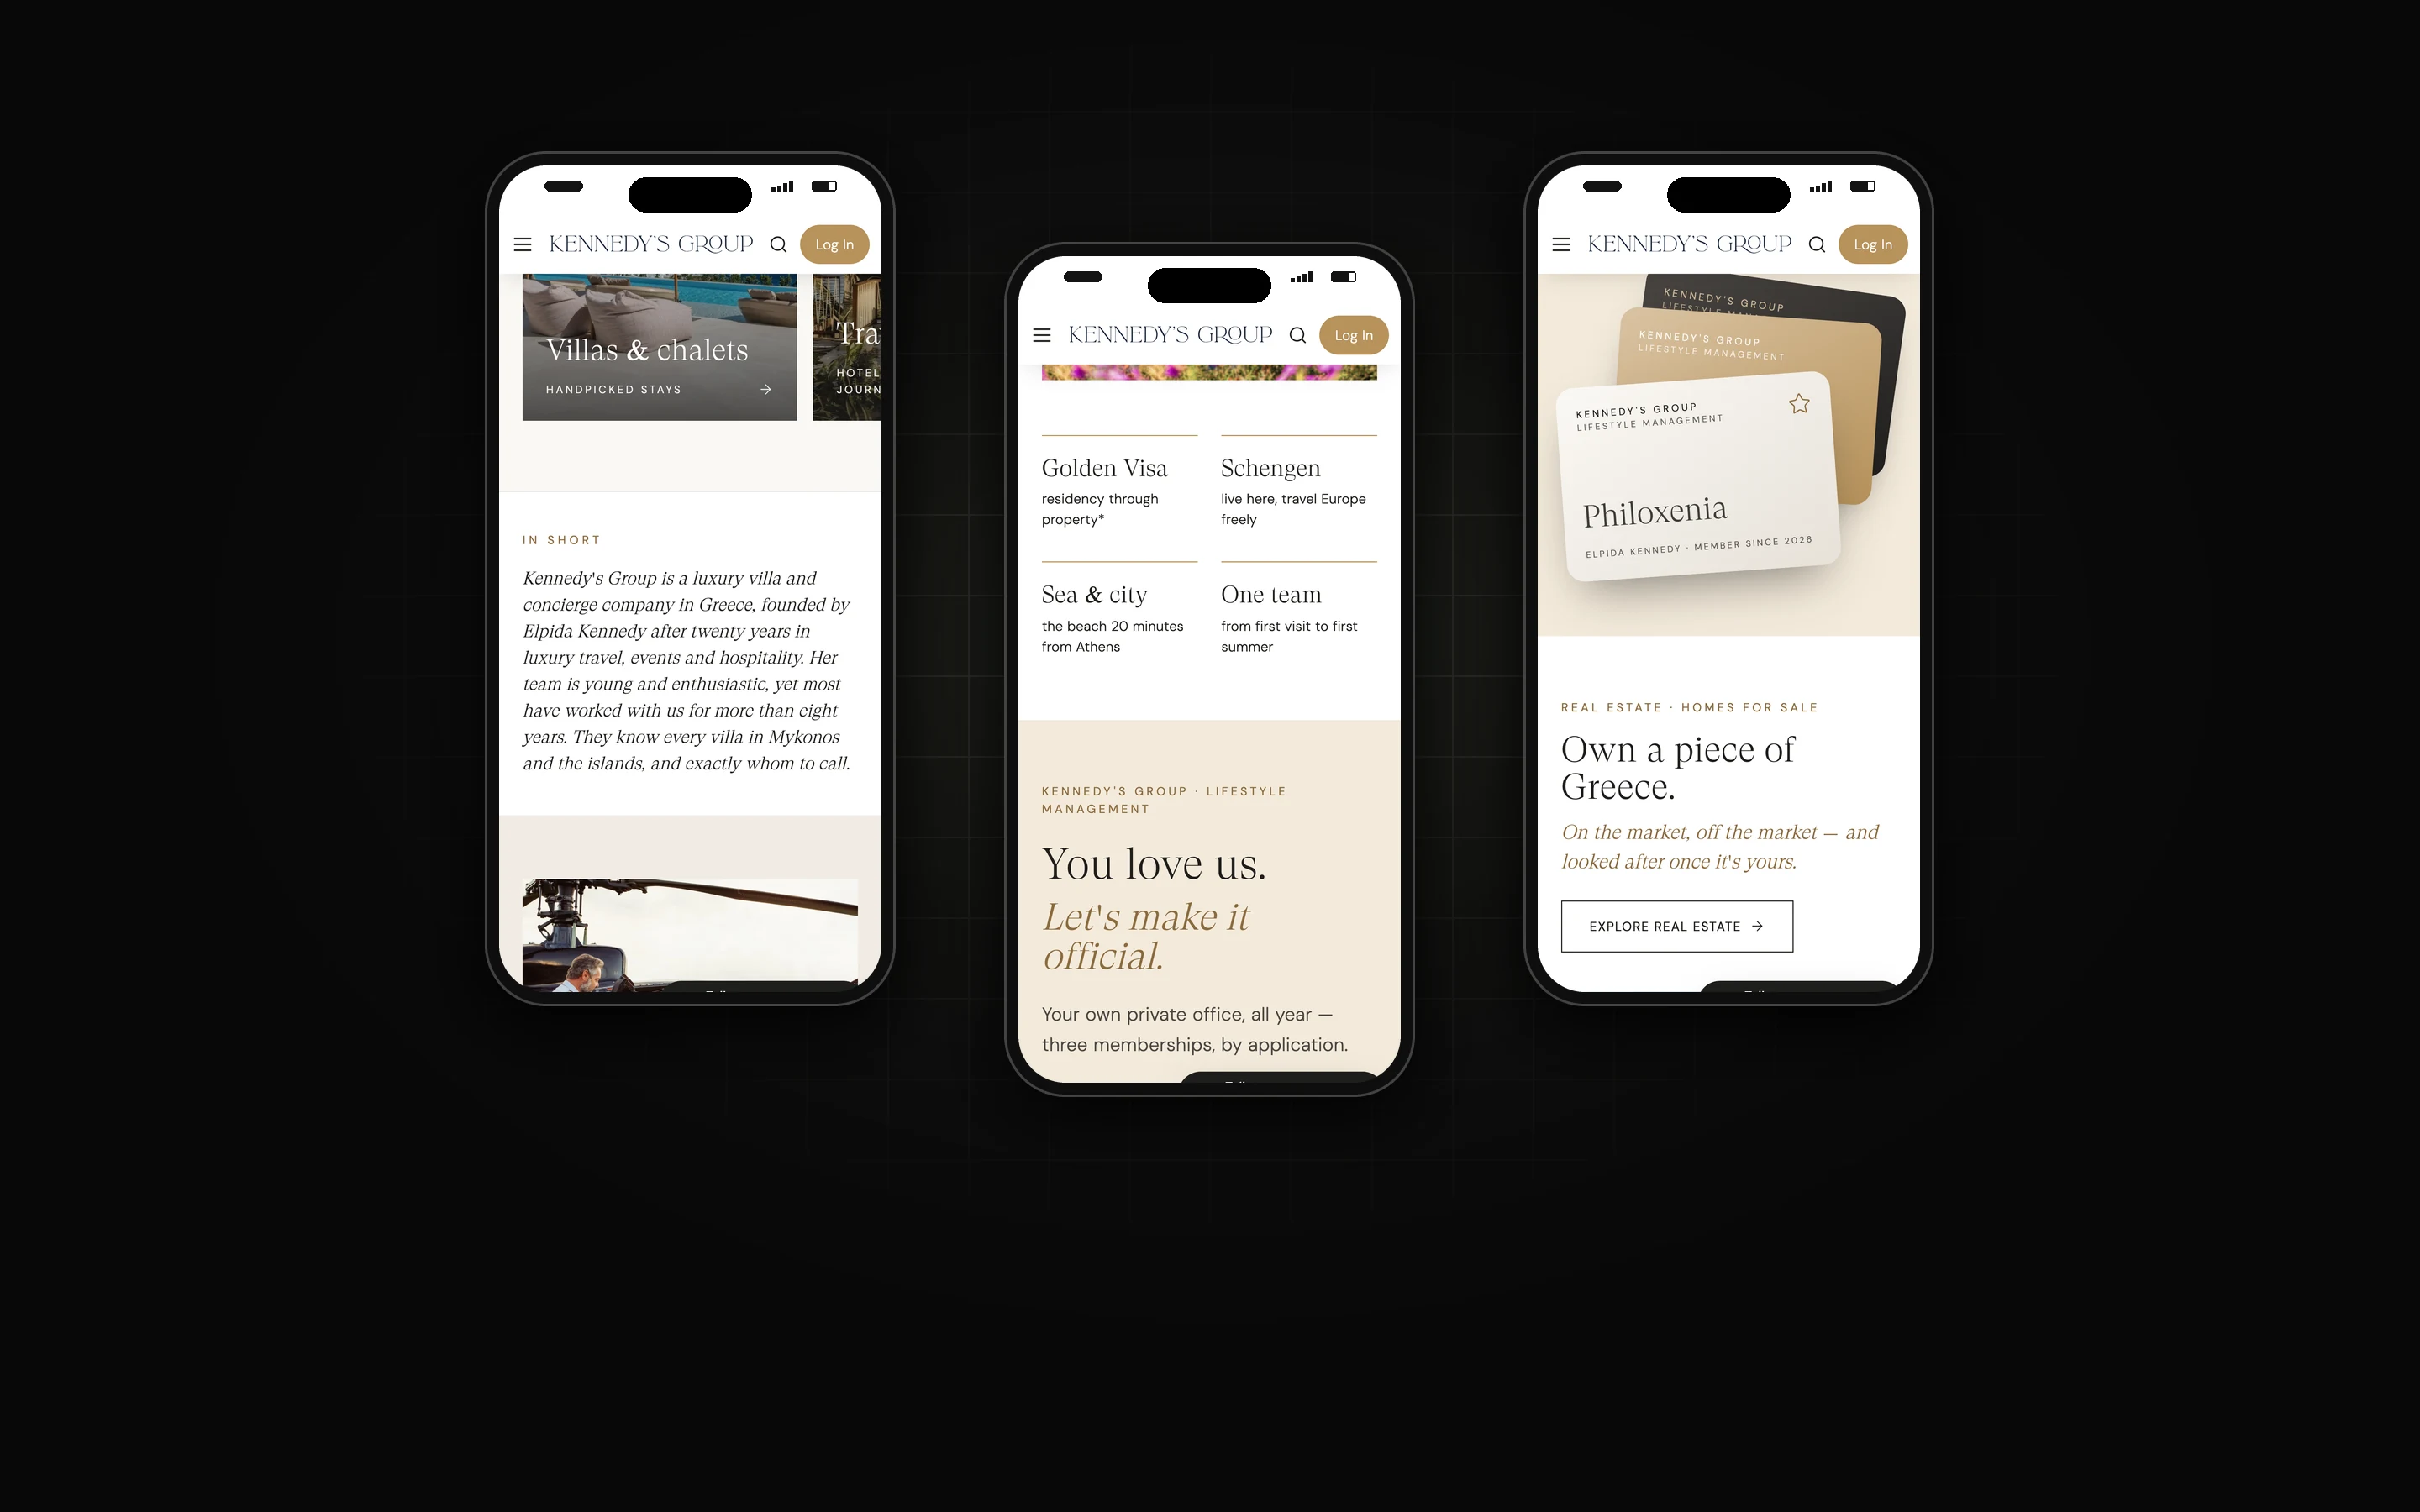 KENNEDY'S GROUP
Log In
Villas & chalets
HANDPICKED STAYS
IN SHORT
Kennedy's Group is a luxury villa and
concierge company in Greece, founded by
Elpida Kennedy after twenty years in
luxury travel, events and hospitality. Her
team is young and enthusiastic, yet most
have worked with us for more than eight
years. They know every villa in Mykonos
and the islands, and exactly whom to call.
KENNEDY'S GROUP
Log In
Golden Visa
residency through
property*
Schengen
live here, travel Europe
freely
Sea & city
the beach 20 minutes
from Athens
One team
from first visit to first
summer
KENNEDY'S GROUP · LIFESTYLE
MANAGEMENT
You love us.
Let's make it
official.
Your own private office, all year —
three memberships, by application.
KENNEDY'S GROUP
Log In
KENNEDY'S GROUP
KENNEDY'S GROUP
LIFESTYLE MANAGEMENT
KENNEDY'S GROUP
LIFESTYLE MANAGEMENT
Philoxenia
ELPIDA KENNEDY · MEMBER SINCE 2026
REAL ESTATE · HOMES FOR SALE
Own a piece of
Greece.
On the market, off the market — and
looked after once it's yours.
EXPLORE REAL ESTATE